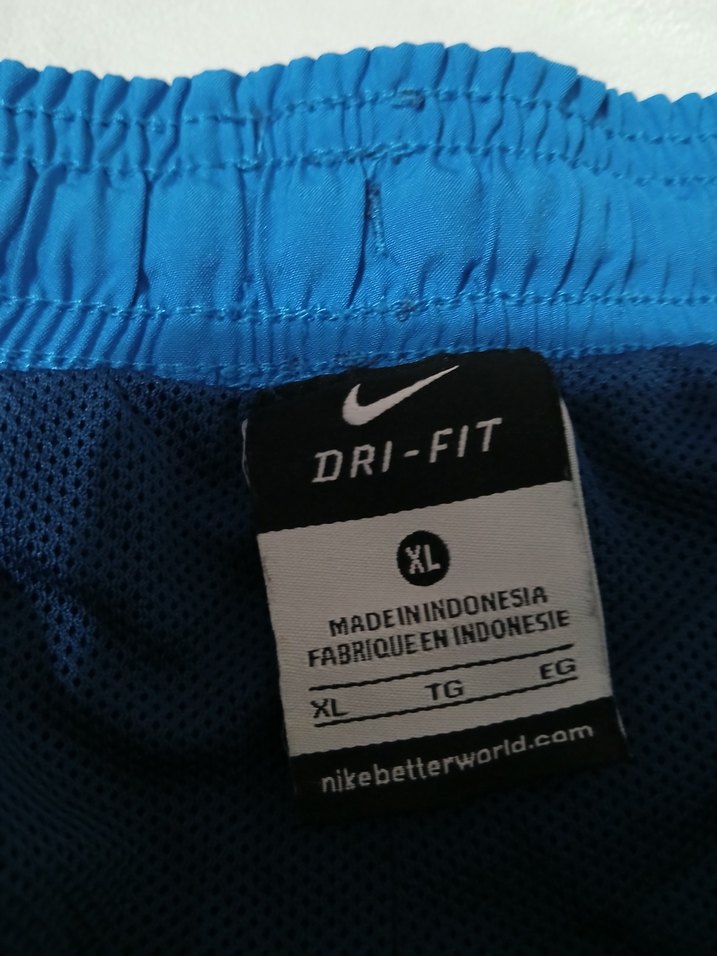 DRI-FIT
XL
MADE IN INDONESIA
FABRIQUE EN INDONESIE
XL TG EG
nikebetterworld.com